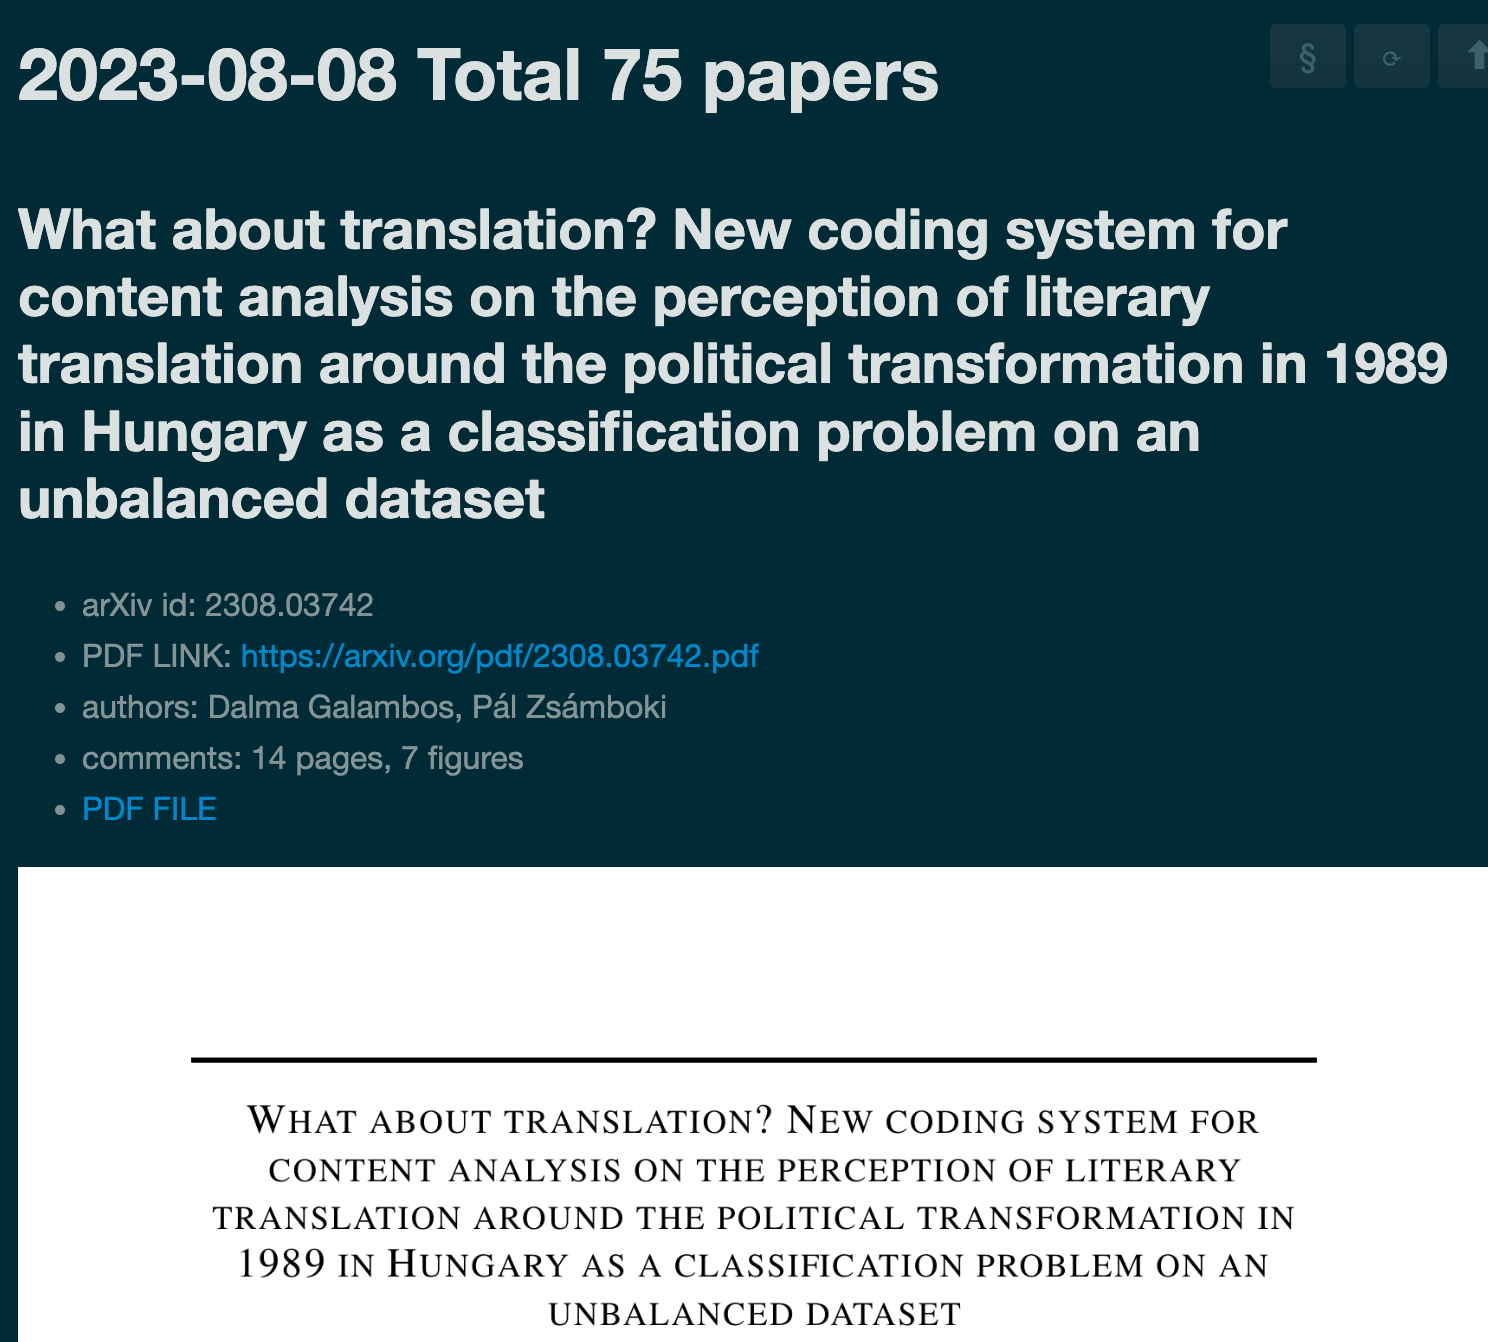 2023-08-08 Total 75 papers
§ ⟳ ⬆
What about translation? New coding system for
content analysis on the perception of literary
translation around the political transformation in 1989
in Hungary as a classification problem on an
unbalanced dataset
• arXiv id: 2308.03742
• PDF LINK: https://arxiv.org/pdf/2308.03742.pdf
• authors: Dalma Galambos, Pál Zsámboki
• comments: 14 pages, 7 figures
• PDF FILE
WHAT ABOUT TRANSLATION? NEW CODING SYSTEM FOR
CONTENT ANALYSIS ON THE PERCEPTION OF LITERARY
TRANSLATION AROUND THE POLITICAL TRANSFORMATION IN
1989 IN HUNGARY AS A CLASSIFICATION PROBLEM ON AN
UNBALANCED DATASET